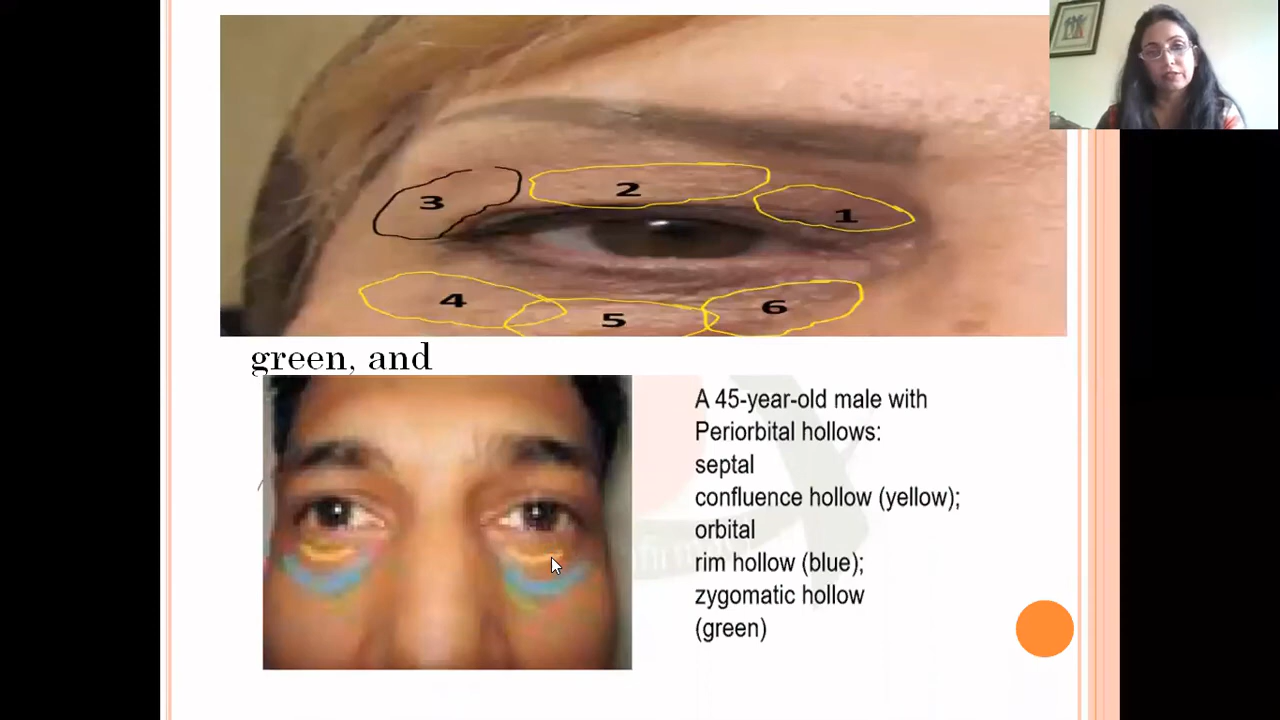 3
2
1
4
5
6
green, and
A 45-year-old male with
Periorbital hollows:
septal
confluence hollow (yellow);
orbital
rim hollow (blue);
zygomatic hollow
(green)